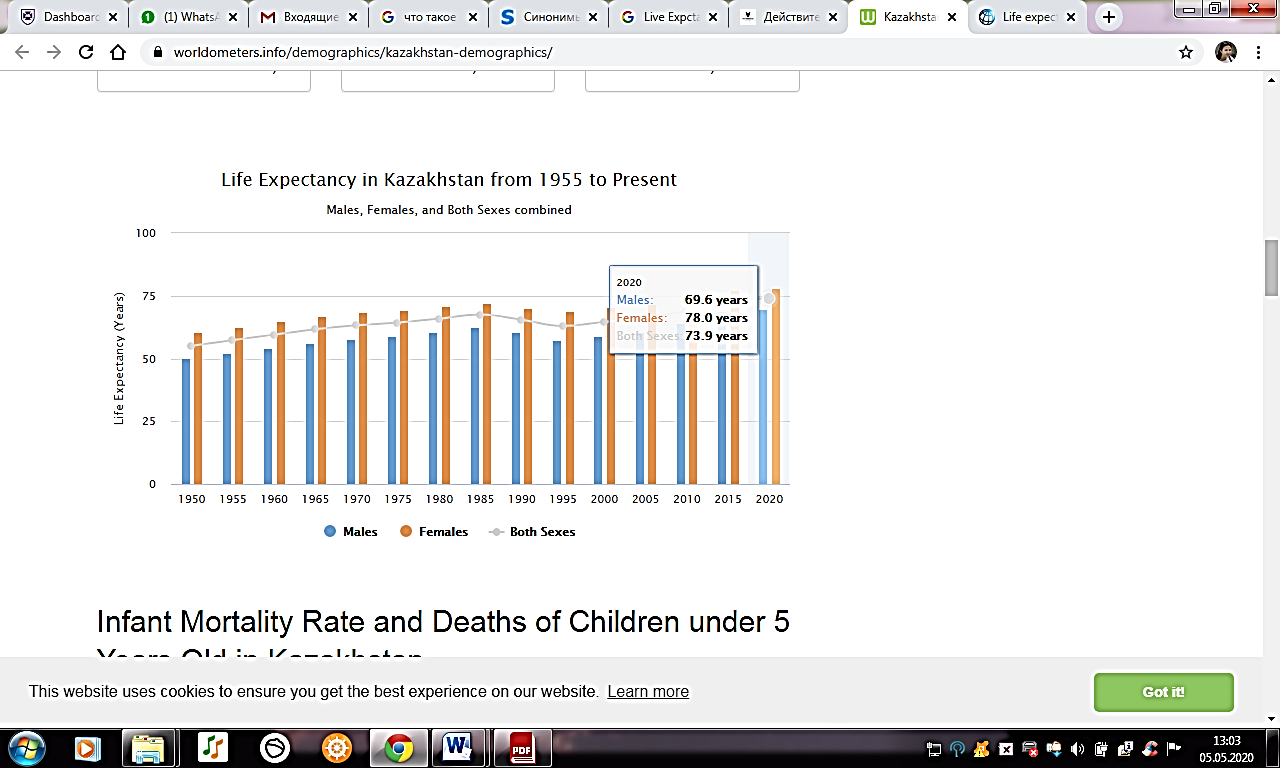 Dashboard
(1) WhatsA
Входящие
что такое
Синонимы
Live Expcta
Действите
Kazakhsta
Life expec
worldometers.info/demographics/kazakhstan-demographics/
Life Expectancy in Kazakhstan from 1955 to Present
Males, Females, and Both Sexes combined
Life Expectancy (Years)
100
75
50
25
0
2020
Males: 69.6 years
Females: 78.0 years
Both Sexes: 73.9 years
1950 1955 1960 1965 1970 1975 1980 1985 1990 1995 2000 2005 2010 2015 2020
Males Females Both Sexes
Infant Mortality Rate and Deaths of Children under 5
Years Old in Kazakhstan
This website uses cookies to ensure you get the best experience on our website. Learn more
Got it!
PDF
13:03
05.05.2020